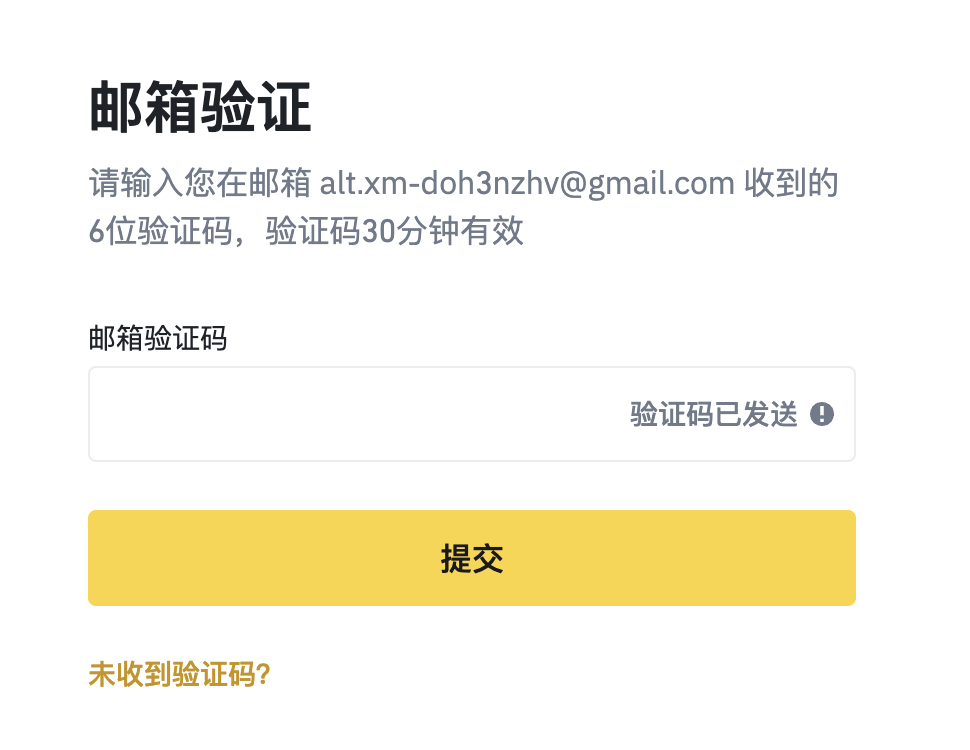 邮箱验证
请输入您在邮箱 alt.xm-doh3nzhv@gmail.com 收到的
6位验证码，验证码30分钟有效
邮箱验证码
验证码已发送
提交
未收到验证码?